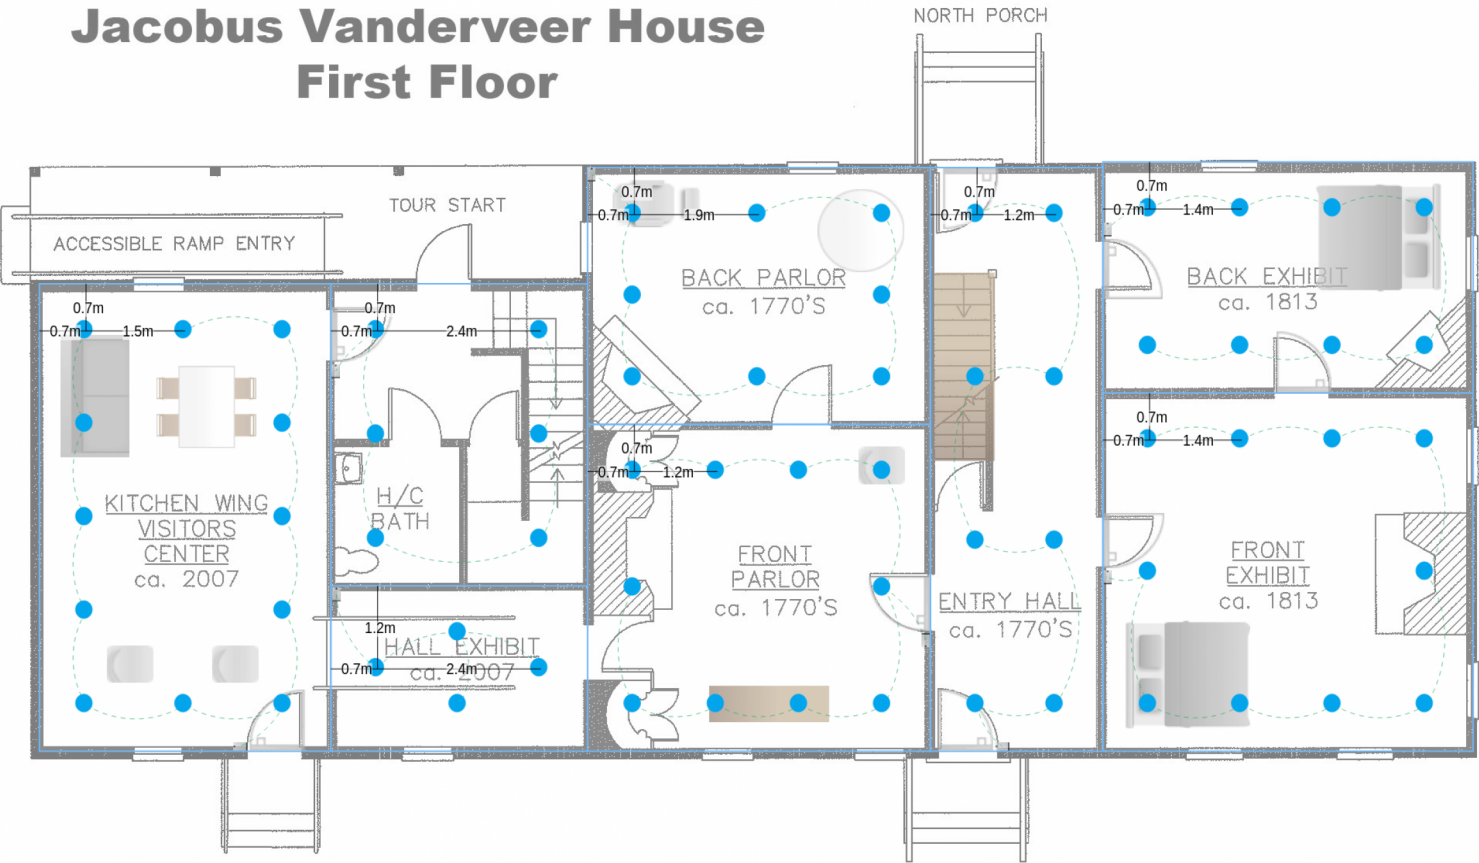 Jacobus Vanderveer House
First Floor
NORTH PORCH
TOUR START
ACCESSIBLE RAMP ENTRY
0.7m
0.7m
1.9m
0.7m
0.7m
1.2m
0.7m
0.7m
1.4m
BACK PARLOR
ca. 1770'S
BACK EXHIBIT
ca. 1813
0.7m
0.7m
1.5m
0.7m
0.7m
2.4m
0.7m
0.7m
1.4m
0.7m
0.7m
1.2m
KITCHEN WING
VISITORS
CENTER
ca. 2007
H/C
BATH
FRONT
PARLOR
ca. 1770'S
FRONT
EXHIBIT
ca. 1813
ENTRY HALL
ca. 1770'S
1.2m
HALL EXHIBIT
0.7m
2.4m
ca. 2007